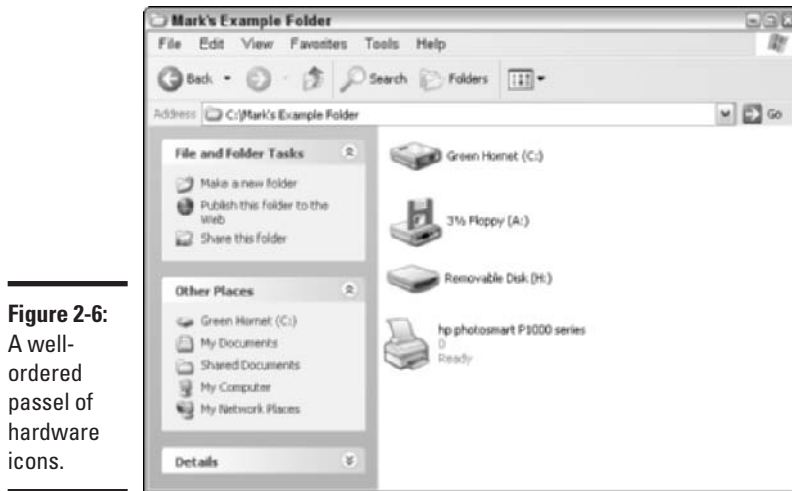 Mark's Example Folder
File Edit View Favorites Tools Help
Back Search Folders
Address C:\Mark's Example Folder Go
File and Folder Tasks
Make a new folder
Publish this folder to the
Web
Share this folder
Other Places
Green Hornet (C:)
My Documents
Shared Documents
My Computer
My Network Places
Details
Green Hornet (C:)
3½ Floppy (A:)
Removable Disk (H:)
hp photosmart P1000 series
0
Ready
Figure 2-6:
A well-
ordered
passel of
hardware
icons.